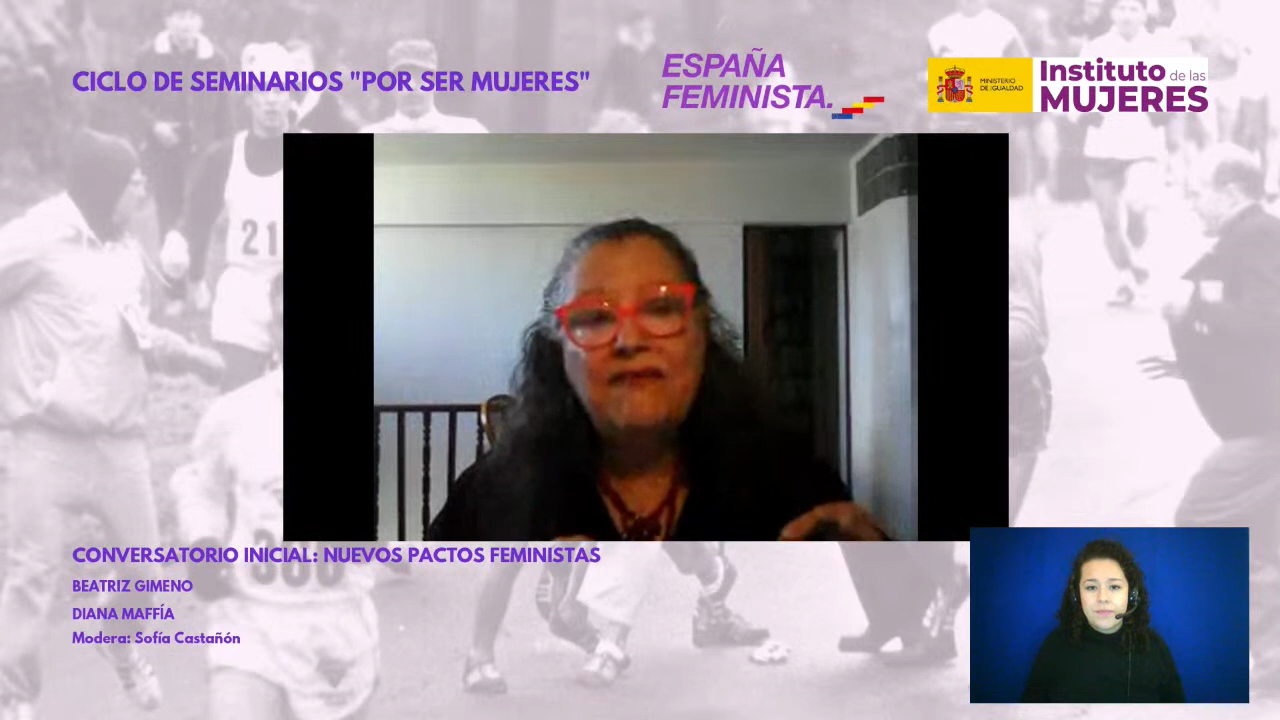 CICLO DE SEMINARIOS "POR SER MUJERES"
ESPAÑA
FEMINISTA.
MINISTERIO
DE IGUALDAD
Instituto de las
MUJERES
21
CONVERSATORIO INICIAL: NUEVOS PACTOS FEMINISTAS
BEATRIZ GIMENO
DIANA MAFFÍA
Modera: Sofía Castañón